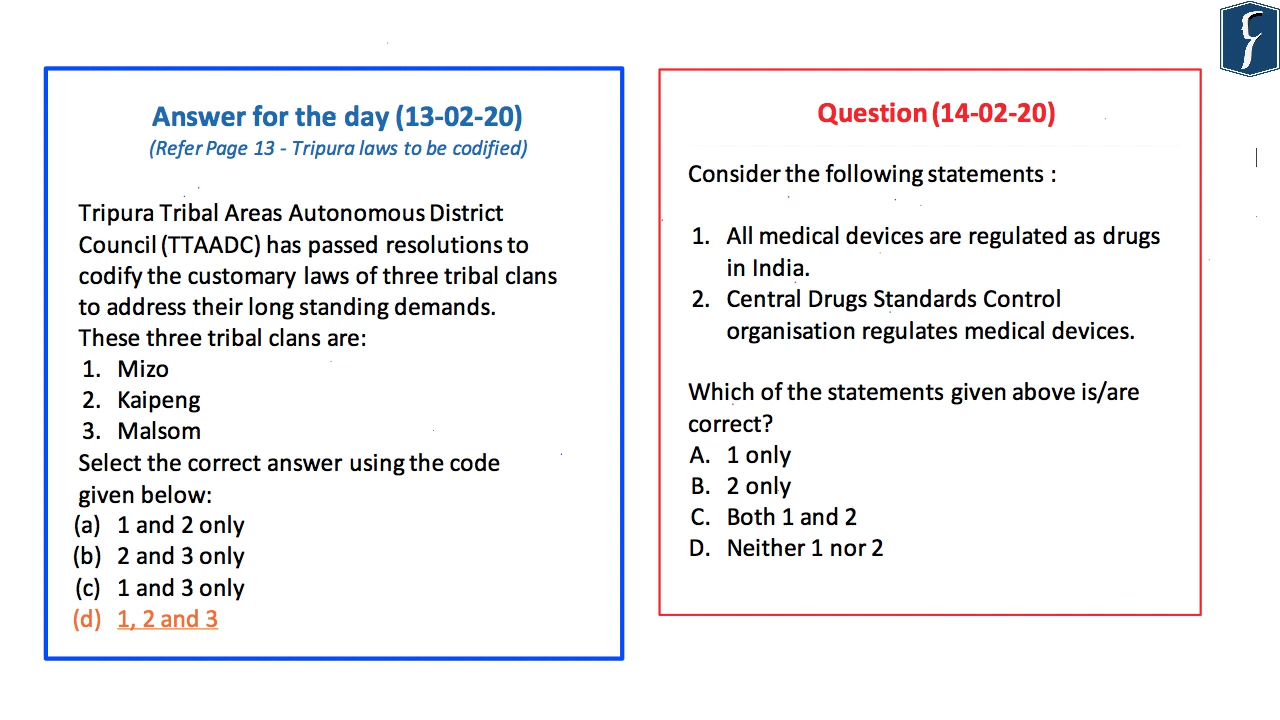 Answer for the day (13-02-20)
(Refer Page 13 - Tripura laws to be codified)
Tripura Tribal Areas Autonomous District
Council (TTAADC) has passed resolutions to
codify the customary laws of three tribal clans
to address their long standing demands.
These three tribal clans are:
1. Mizo
2. Kaipeng
3. Malsom
Select the correct answer using the code
given below:
(a) 1 and 2 only
(b) 2 and 3 only
(c) 1 and 3 only
(d) 1, 2 and 3
Question (14-02-20)
Consider the following statements :
1. All medical devices are regulated as drugs
in India.
2. Central Drugs Standards Control
organisation regulates medical devices.
Which of the statements given above is/are
correct?
A. 1 only
B. 2 only
C. Both 1 and 2
D. Neither 1 nor 2